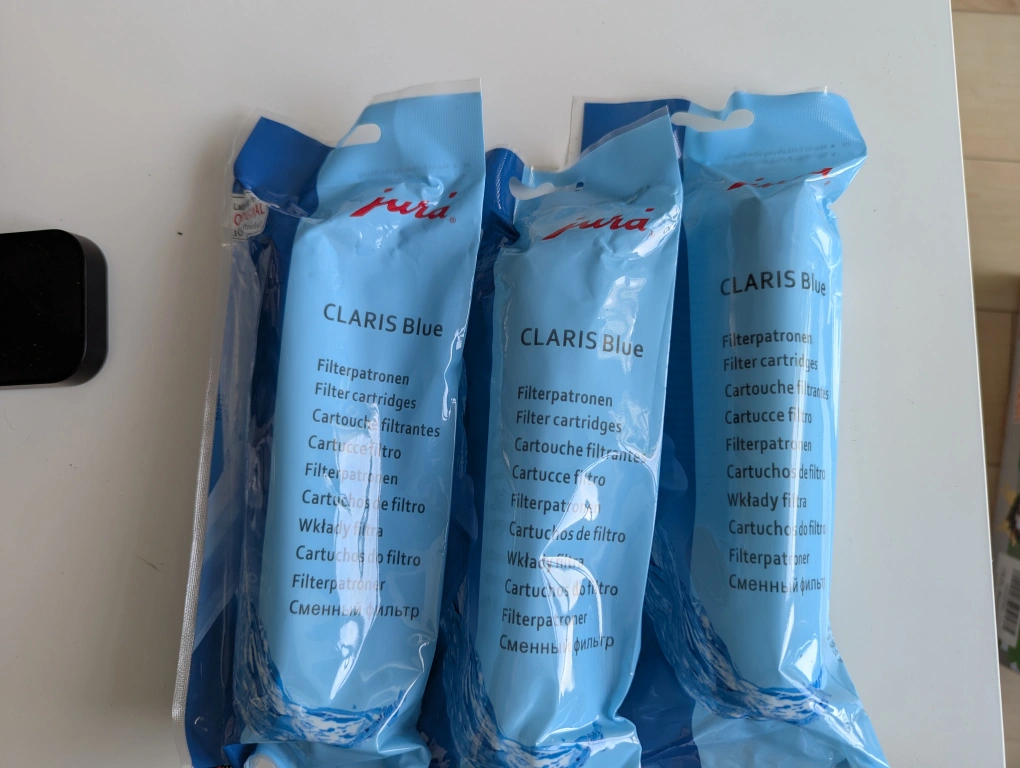 jura
CLARIS Blue
Filterpatronen
Filter cartridges
Cartouche filtrantes
Cartucce filtro
Filterpatronen
Cartuchos de filtro
Wkłady filtra
Cartuchos do filtro
Filterpatroner
Сменный фильтр
jura
CLARIS Blue
Filterpatronen
Filter cartridges
Cartouche filtrantes
Cartucce filtro
Filterpatronen
Cartuchos de filtro
Wkłady filtra
Cartuchos do filtro
Filterpatroner
Сменный фильтр
jura
CLARIS Blue
Filterpatronen
Filter cartridges
Cartouche filtrantes
Cartucce filtro
Filterpatronen
Cartuchos de filtro
Wkłady filtra
Cartuchos do filtro
Filterpatroner
Сменный фильтр